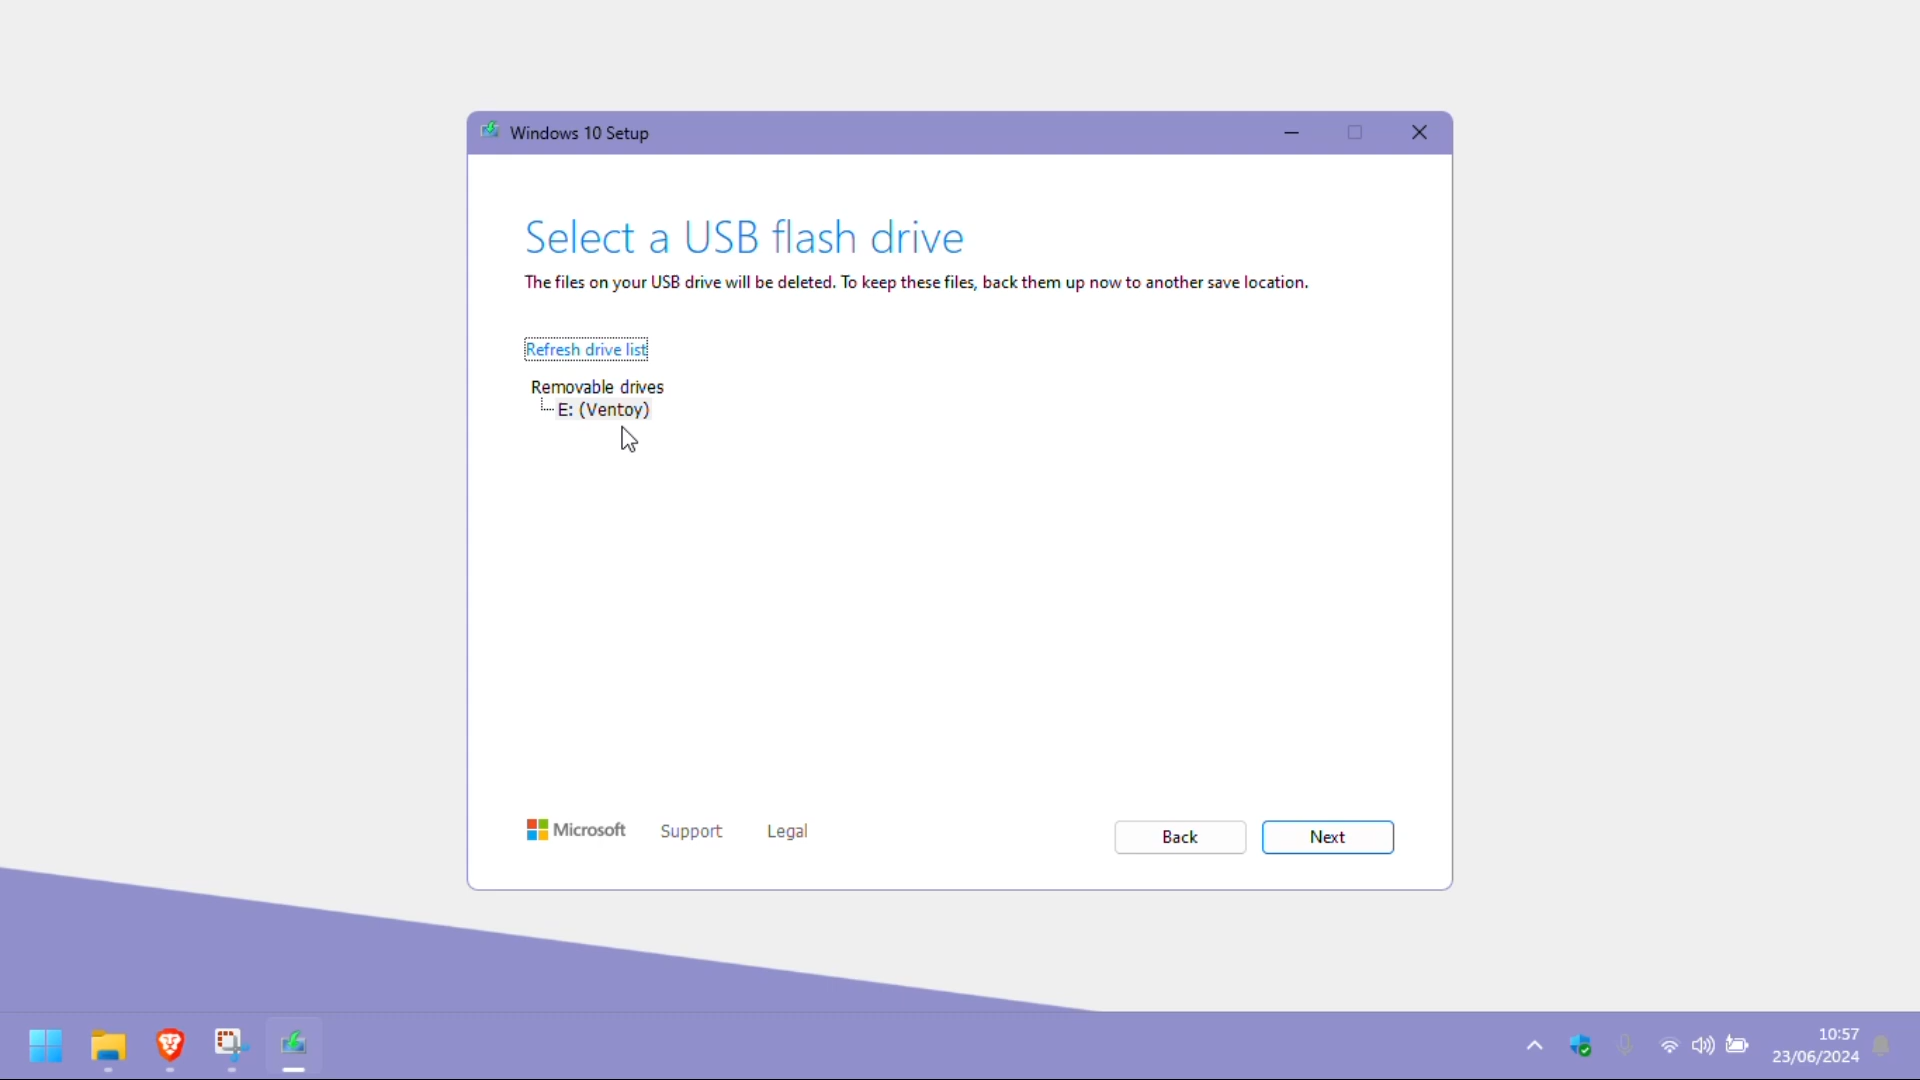 Windows 10 Setup
Select a USB flash drive
The files on your USB drive will be deleted. To keep these files, back them up now to another save location.
Refresh drive list
Removable drives
E: (Ventoy)
Microsoft Support Legal
Back Next
10:57
23/06/2024